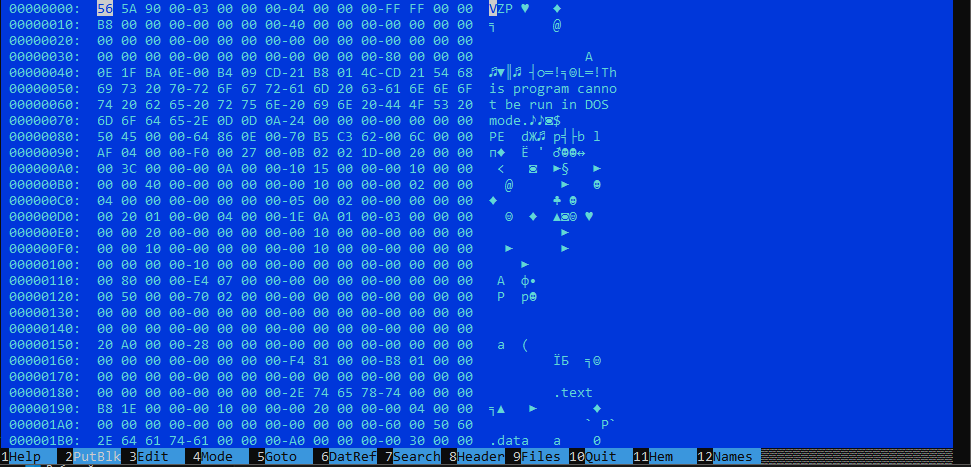 00000000: 56 5A 90 00-03 00 00 00-04 00 00 00-FF FF 00 00 VZP ♥ ♦
00000010: B8 00 00 00-00 00 00 00-40 00 00 00-00 00 00 00 ╕ @
00000020: 00 00 00 00-00 00 00 00-00 00 00 00-00 00 00 00
00000030: 00 00 00 00-00 00 00 00-00 00 00 00-80 00 00 00 А
00000040: 0E 1F BA 0E-00 B4 09 CD-21 B8 01 4C-CD 21 54 68 ♫▼║♫ ┤○═!╕☺L═!Th
00000050: 69 73 20 70-72 6F 67 72-61 6D 20 63-61 6E 6E 6F is program canno
00000060: 74 20 62 65-20 72 75 6E-20 69 6E 20-44 4F 53 20 t be run in DOS
00000070: 6D 6F 64 65-2E 0D 0D 0A-24 00 00 00-00 00 00 00 mode.♪♪◙$
00000080: 50 45 00 00-64 86 0E 00-70 B5 C3 62-00 6C 00 00 PE dЖ♫ p╡├b l
00000090: AF 04 00 00-F0 00 27 00-0B 02 02 1D-00 20 00 00 п♦ Ё ' ♂☻☻↔
000000A0: 00 3C 00 00-00 0A 00 00-10 15 00 00-00 10 00 00 < ◙ ►§ ►
000000B0: 00 00 40 00-00 00 00 00-00 10 00 00-00 02 00 00 @ ► ☻
000000C0: 04 00 00 00-00 00 00 00-05 00 02 00-00 00 00 00 ♦ ♣ ☻
000000D0: 00 20 01 00-00 04 00 00-1E 0A 01 00-03 00 00 00 ☺ ♦ ▲◙☺ ♥
000000E0: 00 00 20 00-00 00 00 00-00 10 00 00-00 00 00 00 ►
000000F0: 00 00 10 00-00 00 00 00-00 10 00 00-00 00 00 00 ► ►
00000100: 00 00 00 00-10 00 00 00-00 00 00 00-00 00 00 00 ►
00000110: 00 80 00 00-E4 07 00 00-00 00 00 00-00 00 00 00 А ф•
00000120: 00 50 00 00-70 02 00 00-00 00 00 00-00 00 00 00 P p☻
00000130: 00 00 00 00-00 00 00 00-00 00 00 00-00 00 00 00
00000140: 00 00 00 00-00 00 00 00-00 00 00 00-00 00 00 00
00000150: 20 A0 00 00-28 00 00 00-00 00 00 00-00 00 00 00 а (
00000160: 00 00 00 00-00 00 00 00-F4 81 00 00-B8 01 00 00 ЇБ ╕☺
00000170: 00 00 00 00-00 00 00 00-00 00 00 00-00 00 00 00
00000180: 00 00 00 00-00 00 00 00-2E 74 65 78-74 00 00 00 .text
00000190: B8 1E 00 00-00 10 00 00-00 20 00 00-00 04 00 00 ╕▲ ► ♦
000001A0: 00 00 00 00-00 00 00 00-00 00 00 00-60 00 50 60 ` P`
000001B0: 2E 64 61 74-61 00 00 00-A0 00 00 00-00 30 00 00 .data а 0
1Help 2PutBlk 3Edit 4Mode 5Goto 6DatRef 7Search 8Header 9Files 10Quit 11Hem 12Names